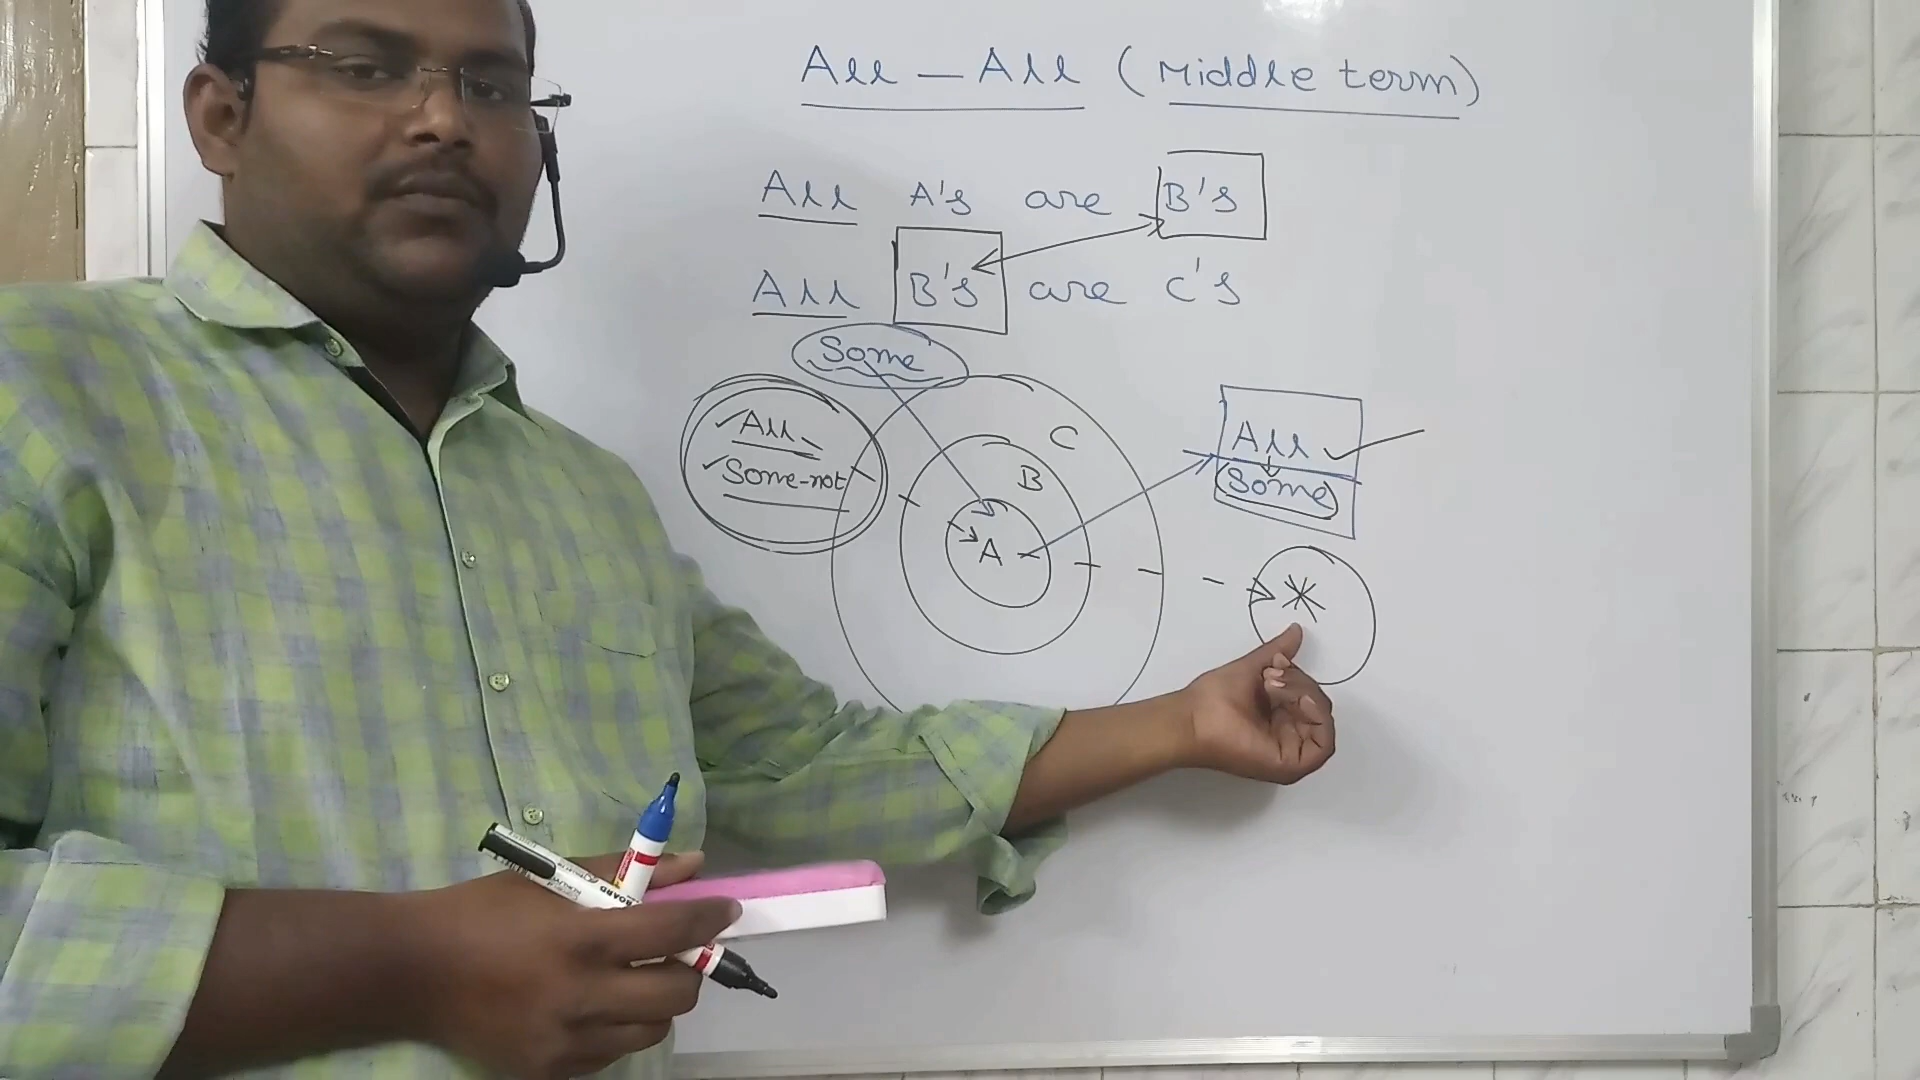 All - All (Middle term)
All A's are B's
All B's are C's
Some
All
Some-not
C
B
A
All
Some